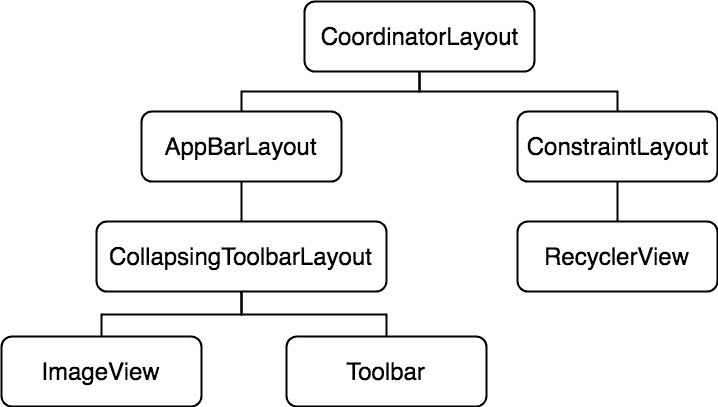 CoordinatorLayout
AppBarLayout
ConstraintLayout
CollapsingToolbarLayout
RecyclerView
ImageView
Toolbar